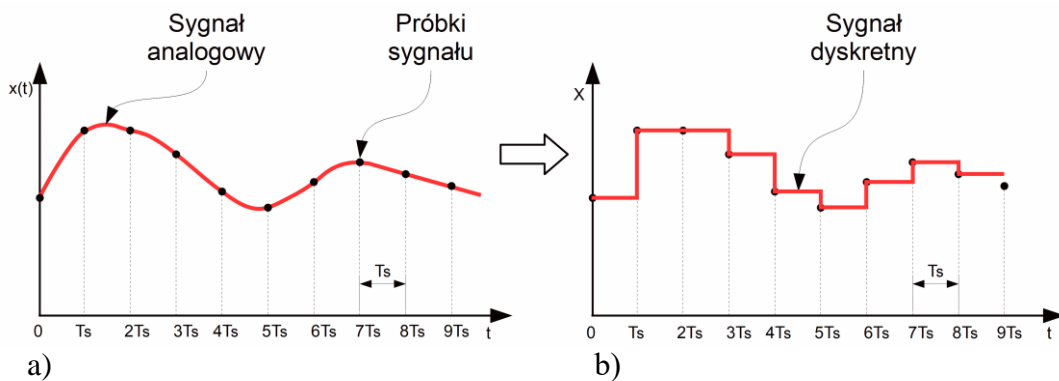 Sygnał
analogowy
Próbki
sygnału
x(t)
Ts
0 Ts 2Ts 3Ts 4Ts 5Ts 6Ts 7Ts 8Ts 9Ts t
a)
Sygnał
dyskretny
X
Ts
0 Ts 2Ts 3Ts 4Ts 5Ts 6Ts 7Ts 8Ts 9Ts t
b)